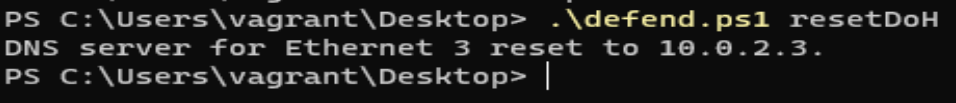 PS C:\Users\vagrant\Desktop> .\defend.ps1 resetDoH
DNS server for Ethernet 3 reset to 10.0.2.3.
PS C:\Users\vagrant\Desktop>